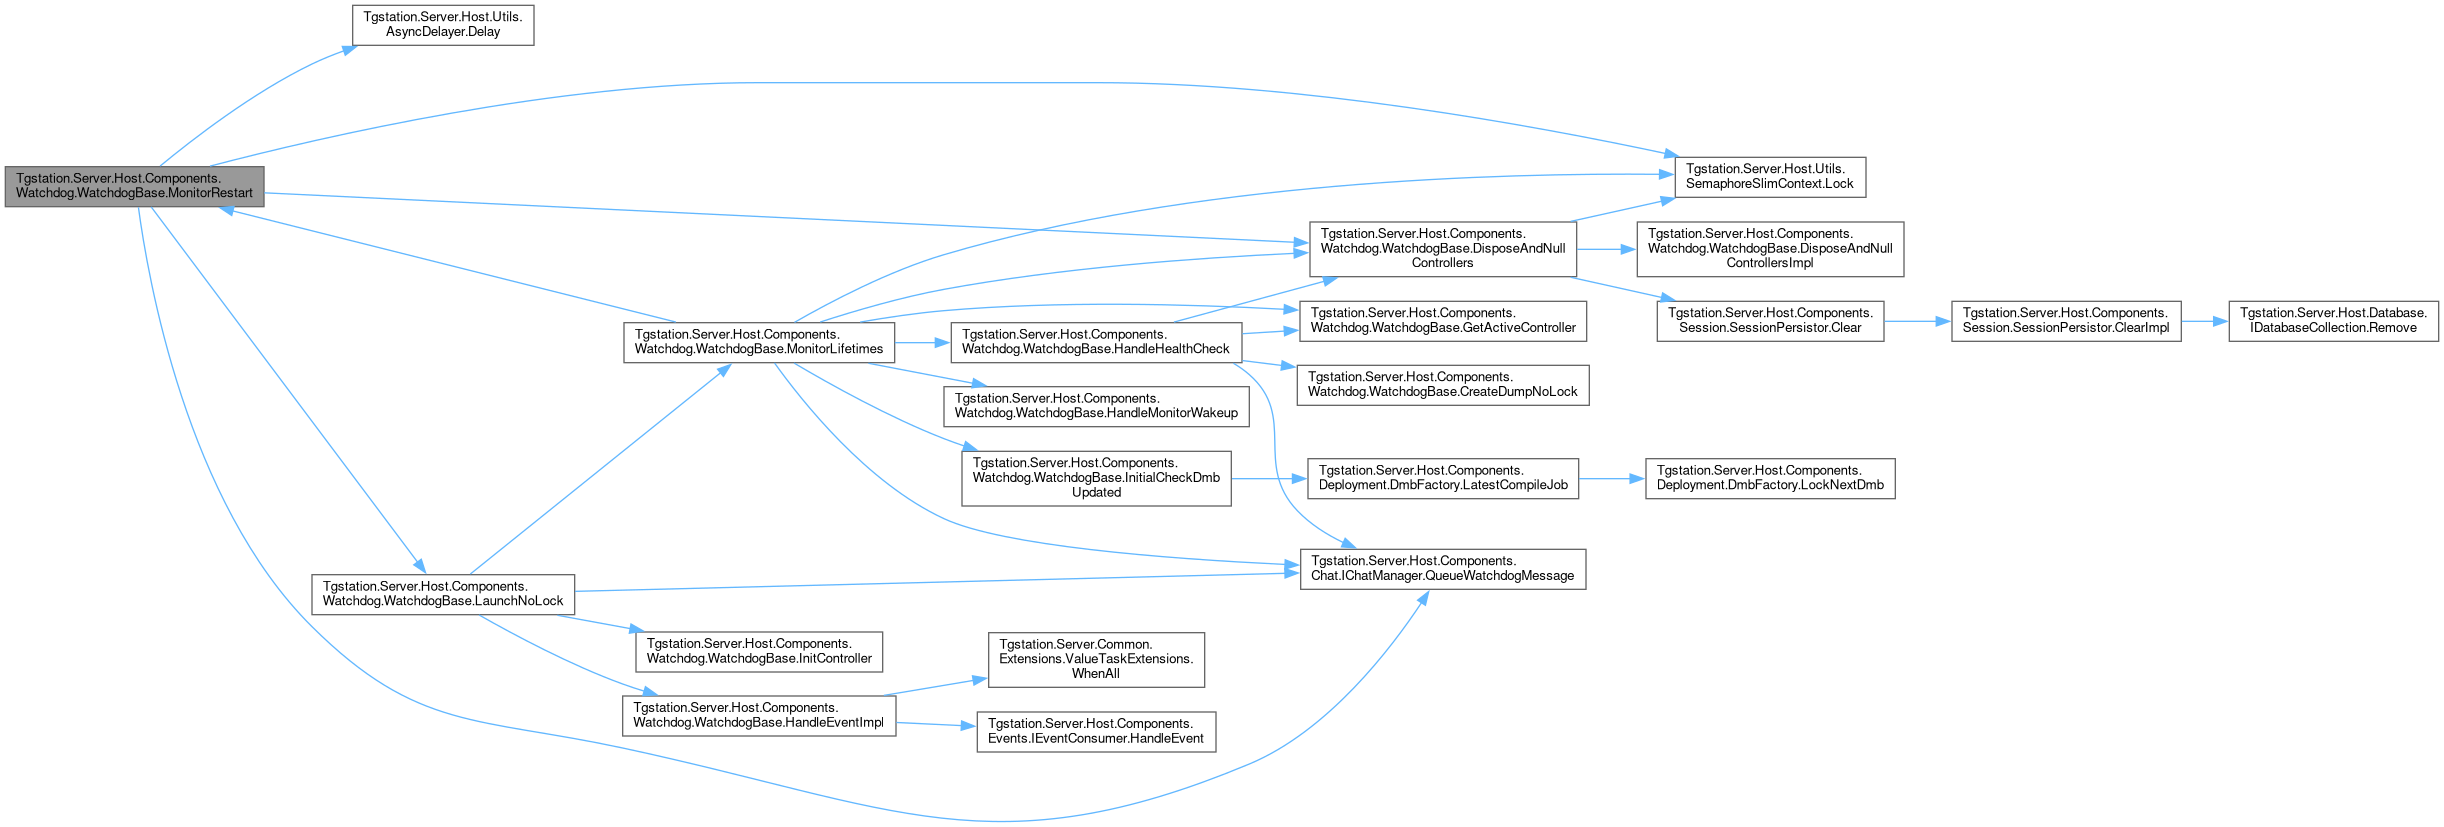 Tgstation.Server.Host.Utils.
AsyncDelayer.Delay
Tgstation.Server.Host.Components.
Watchdog.WatchdogBase.MonitorRestart
Tgstation.Server.Host.Utils.
SemaphoreSlimContext.Lock
Tgstation.Server.Host.Components.
Watchdog.WatchdogBase.DisposeAndNull
Controllers
Tgstation.Server.Host.Components.
Watchdog.WatchdogBase.DisposeAndNull
ControllersImpl
Tgstation.Server.Host.Components.
Watchdog.WatchdogBase.MonitorLifetimes
Tgstation.Server.Host.Components.
Watchdog.WatchdogBase.HandleHealthCheck
Tgstation.Server.Host.Components.
Watchdog.WatchdogBase.GetActiveController
Tgstation.Server.Host.Components.
Session.SessionPersistor.Clear
Tgstation.Server.Host.Components.
Session.SessionPersistor.ClearImpl
Tgstation.Server.Host.Database.
IDatabaseCollection.Remove
Tgstation.Server.Host.Components.
Watchdog.WatchdogBase.CreateDumpNoLock
Tgstation.Server.Host.Components.
Watchdog.WatchdogBase.HandleMonitorWakeup
Tgstation.Server.Host.Components.
Watchdog.WatchdogBase.InitialCheckDmb
Updated
Tgstation.Server.Host.Components.
Deployment.DmbFactory.LatestCompileJob
Tgstation.Server.Host.Components.
Deployment.DmbFactory.LockNextDmb
Tgstation.Server.Host.Components.
Chat.IChatManager.QueueWatchdogMessage
Tgstation.Server.Host.Components.
Watchdog.WatchdogBase.LaunchNoLock
Tgstation.Server.Host.Components.
Watchdog.WatchdogBase.InitController
Tgstation.Server.Common.
Extensions.ValueTaskExtensions.
WhenAll
Tgstation.Server.Host.Components.
Watchdog.WatchdogBase.HandleEventImpl
Tgstation.Server.Host.Components.
Events.IEventConsumer.HandleEvent